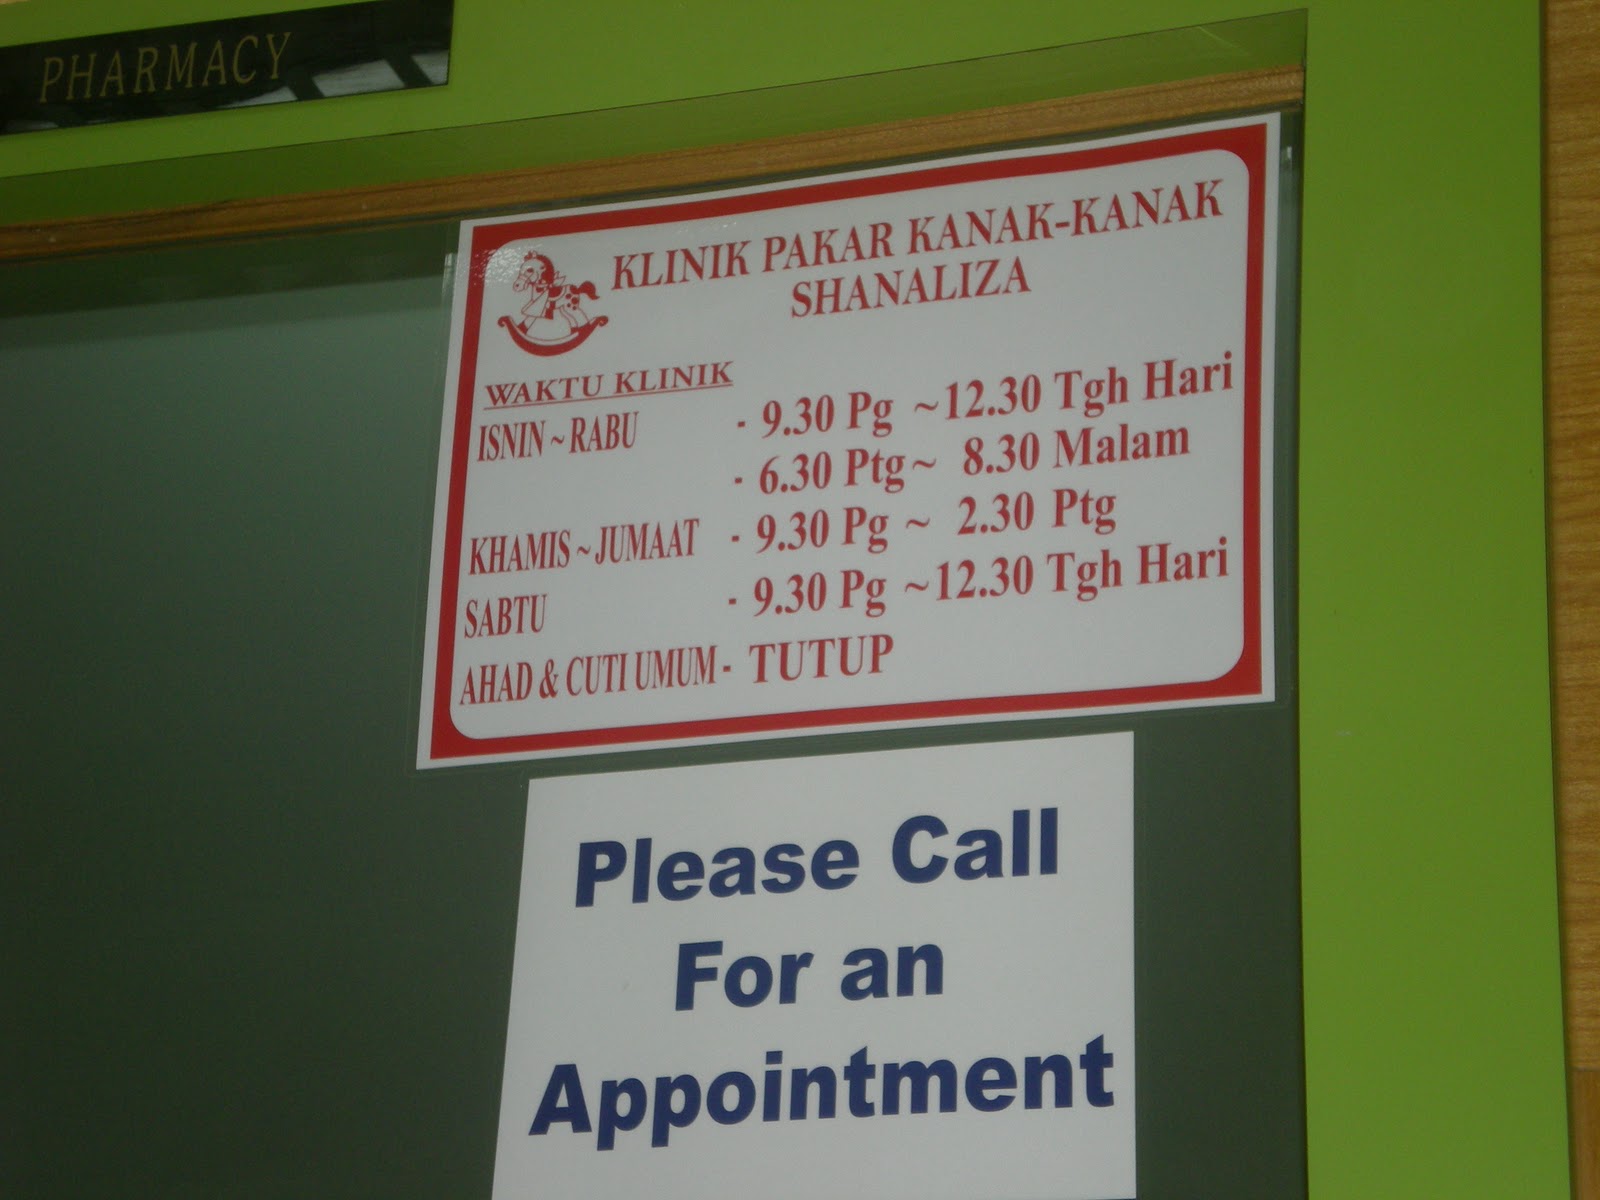 PHARMACY
KLINIK PAKAR KANAK-KANAK
SHANALIZA
WAKTU KLINIK
ISNIN ~ RABU - 9.30 Pg ~12.30 Tgh Hari
- 6.30 Ptg ~ 8.30 Malam
KHAMIS ~ JUMAAT - 9.30 Pg ~ 2.30 Ptg
SABTU - 9.30 Pg ~12.30 Tgh Hari
AHAD & CUTI UMUM - TUTUP
Please Call
For an
Appointment